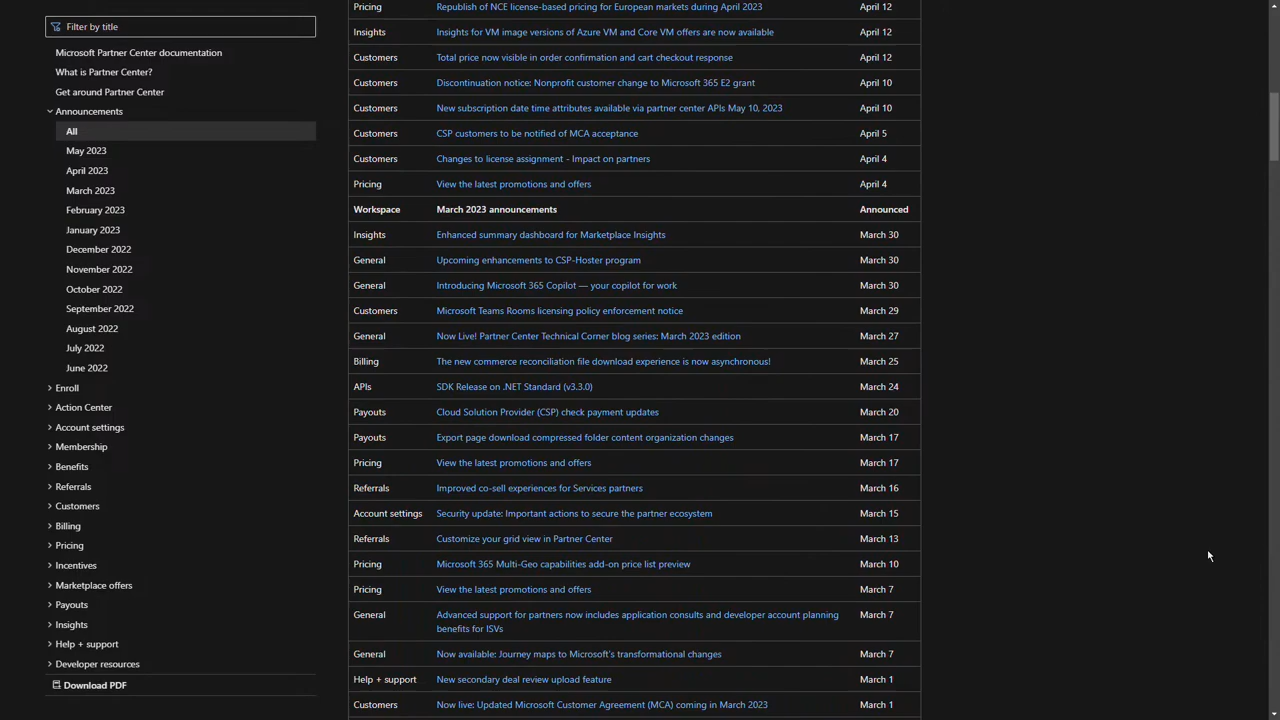 Filter by title
Microsoft Partner Center documentation
What is Partner Center?
Get around Partner Center
Announcements
All
May 2023
April 2023
March 2023
February 2023
January 2023
December 2022
November 2022
October 2022
September 2022
August 2022
July 2022
June 2022
Enroll
Action Center
Account settings
Membership
Benefits
Referrals
Customers
Billing
Pricing
Incentives
Marketplace offers
Payouts
Insights
Help + support
Developer resources
Download PDF
Pricing Republish of NCE license-based pricing for European markets during April 2023 April 12
Insights Insights for VM image versions of Azure VM and Core VM offers are now available April 12
Customers Total price now visible in order confirmation and cart checkout response April 12
Customers Discontinuation notice: Nonprofit customer change to Microsoft 365 E2 grant April 10
Customers New subscription date time attributes available via partner center APIs May 10, 2023 April 10
Customers CSP customers to be notified of MCA acceptance April 5
Customers Changes to license assignment - Impact on partners April 4
Pricing View the latest promotions and offers April 4
Workspace March 2023 announcements Announced
Insights Enhanced summary dashboard for Marketplace Insights March 30
General Upcoming enhancements to CSP-Hoster program March 30
General Introducing Microsoft 365 Copilot — your copilot for work March 30
Customers Microsoft Teams Rooms licensing policy enforcement notice March 29
General Now Live! Partner Center Technical Corner blog series: March 2023 edition March 27
Billing The new commerce reconciliation file download experience is now asynchronous! March 25
APIs SDK Release on .NET Standard (v3.3.0) March 24
Payouts Cloud Solution Provider (CSP) check payment updates March 20
Payouts Export page download compressed folder content organization changes March 17
Pricing View the latest promotions and offers March 17
Referrals Improved co-sell experiences for Services partners March 16
Account settings Security update: Important actions to secure the partner ecosystem March 15
Referrals Customize your grid view in Partner Center March 13
Pricing Microsoft 365 Multi-Geo capabilities add-on price list preview March 10
Pricing View the latest promotions and offers March 7
General Advanced support for partners now includes application consults and developer account planning March 7
benefits for ISVs
General Now available: Journey maps to Microsoft's transformational changes March 7
Help + support New secondary deal review upload feature March 1
Customers Now live: Updated Microsoft Customer Agreement (MCA) coming in March 2023 March 1